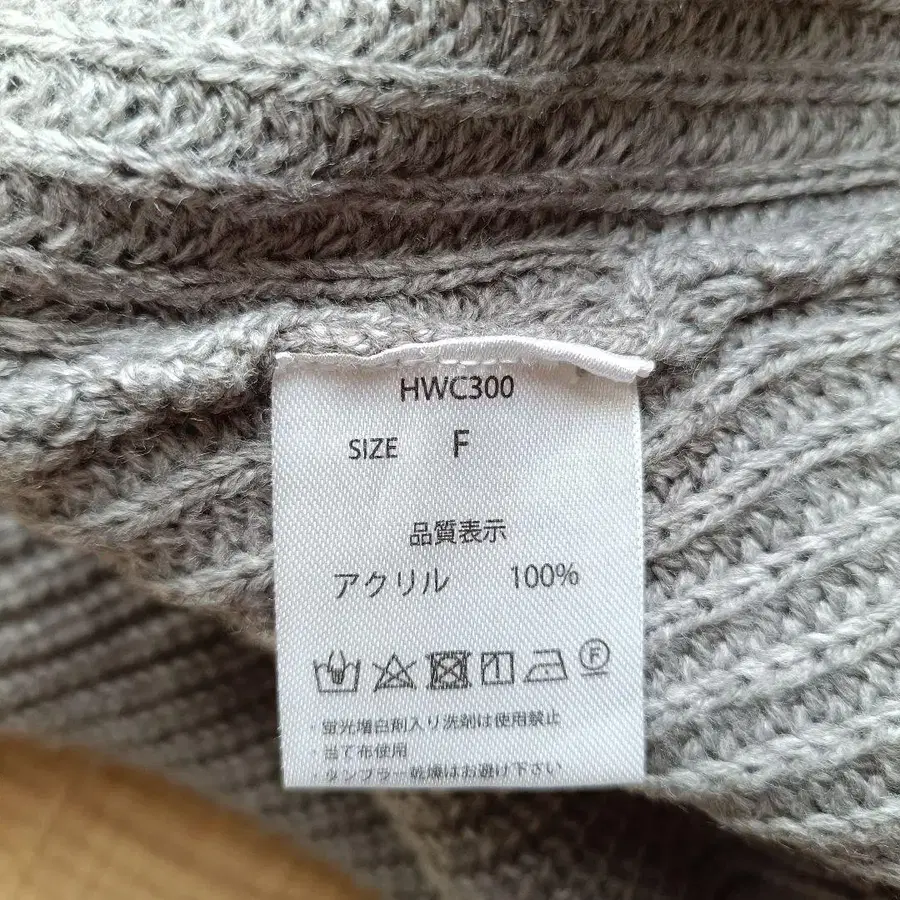 HWC300
SIZE F
品質表示
アクリル 100%
F
・蛍光増白剤入り洗剤は使用禁止
・当て布使用
・タンブラー乾燥はお避け下さい